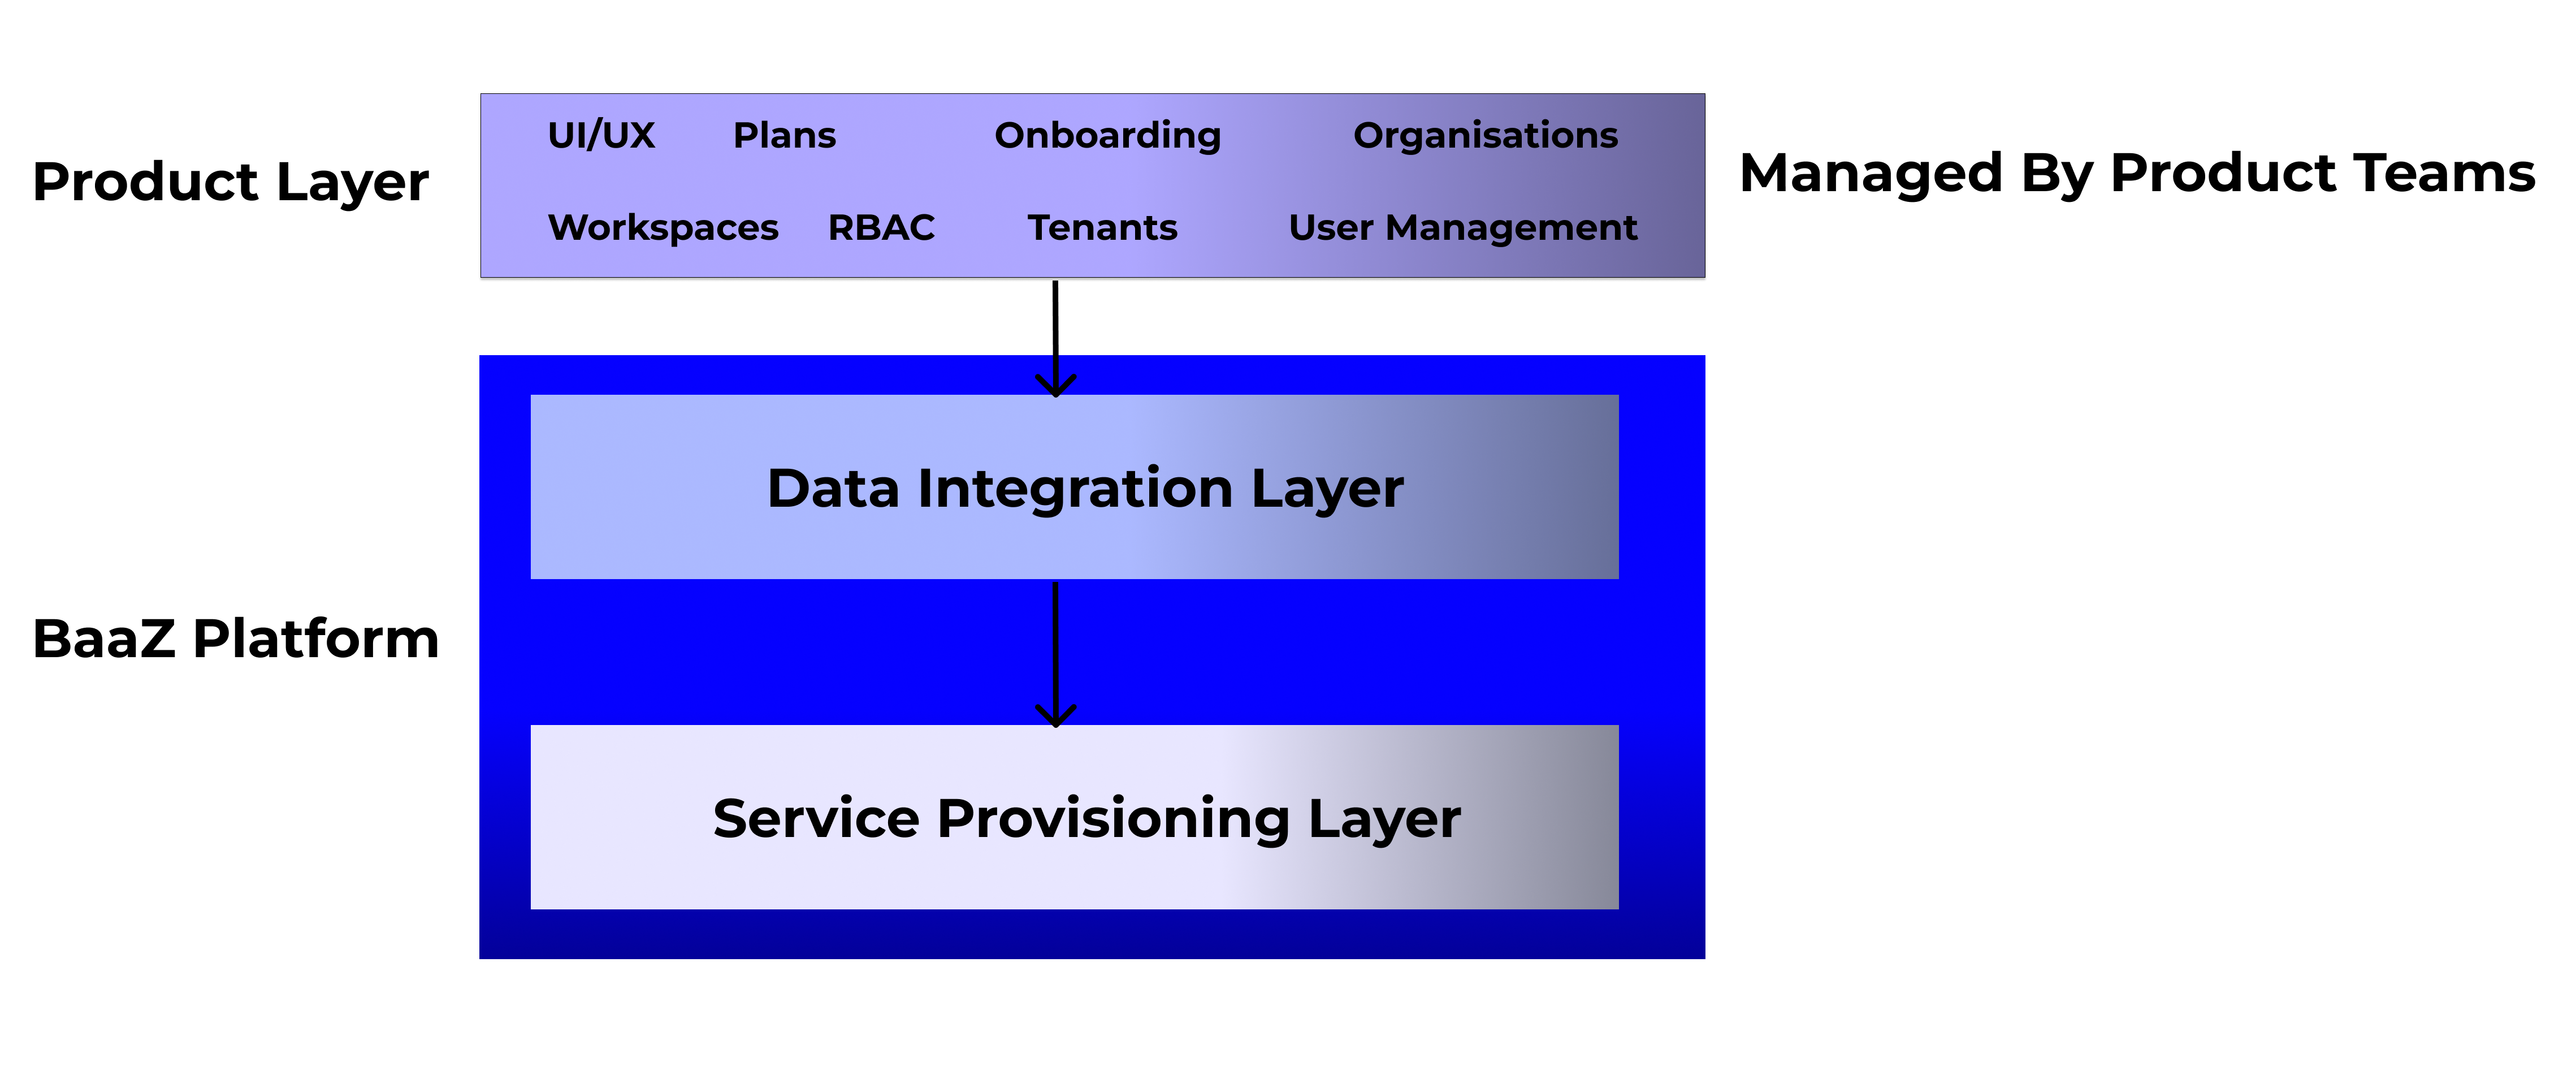 UI/UX Plans Onboarding Organisations
Product Layer
Managed By Product Teams
Workspaces RBAC Tenants User Management
Data Integration Layer
BaaZ Platform
Service Provisioning Layer